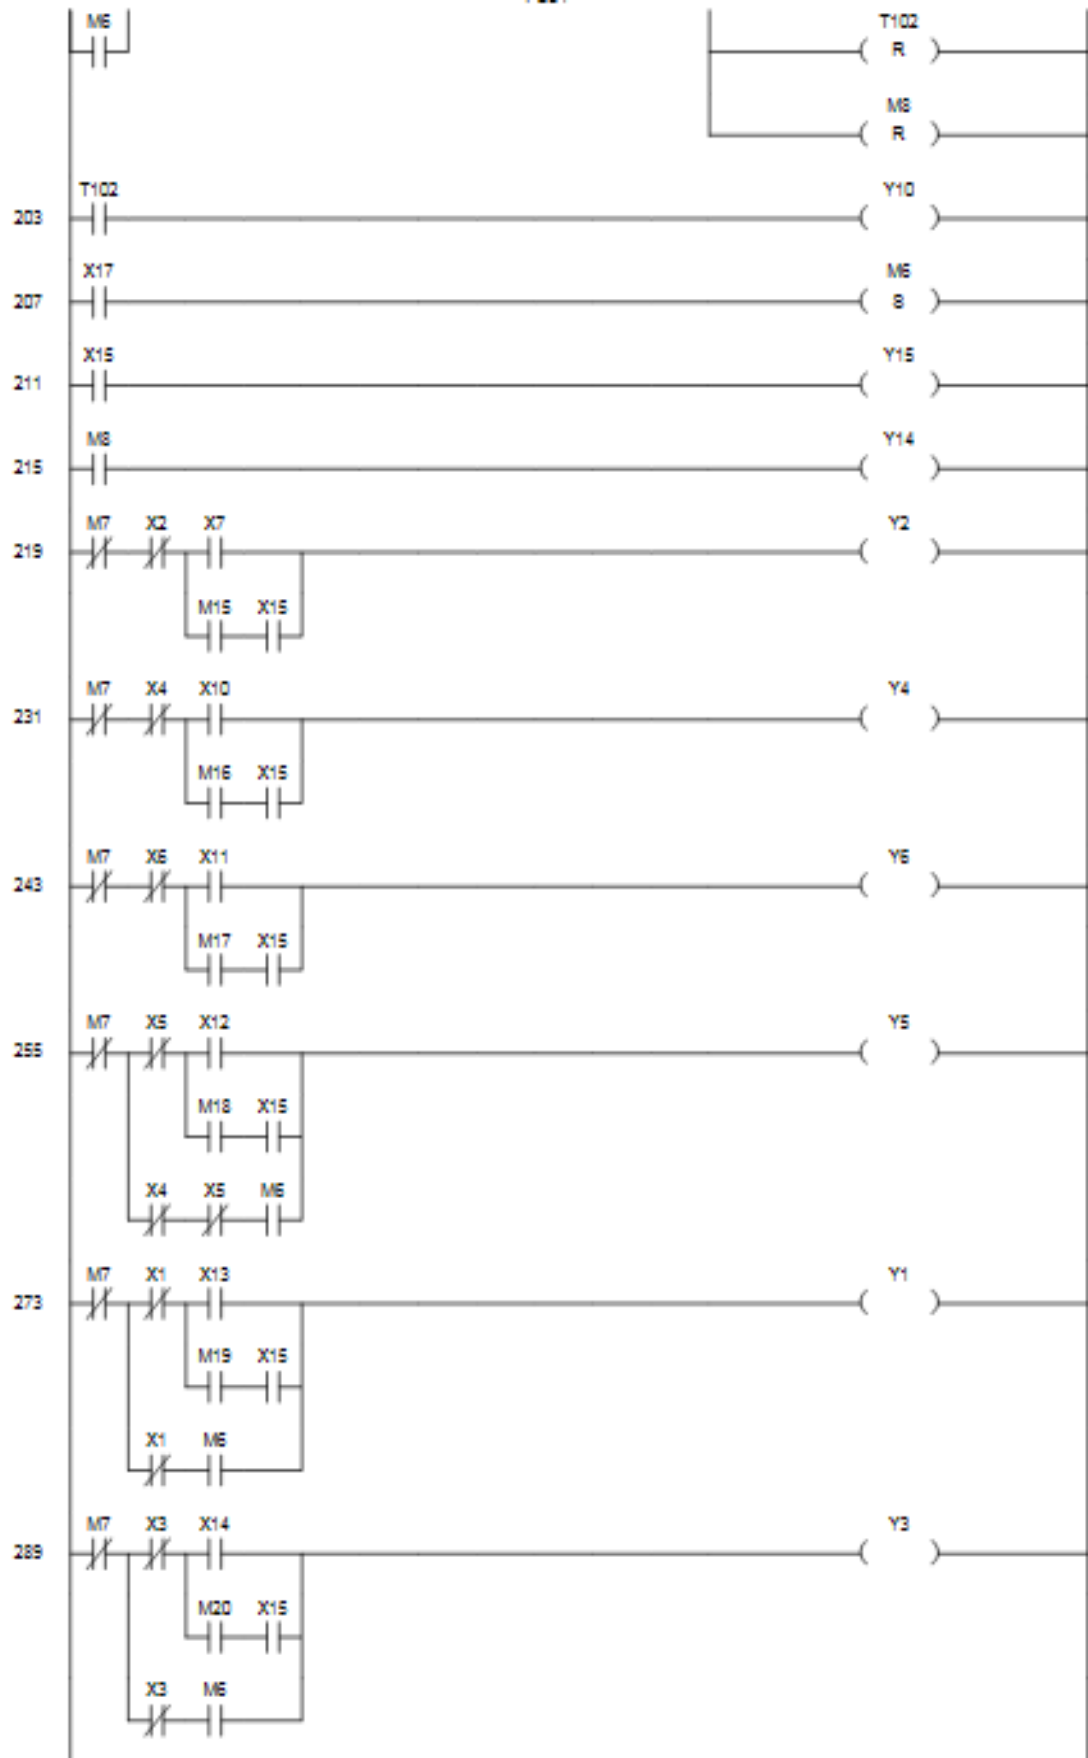 M6 T102
R
M8
R
T102 Y10
203
X17 M6
207 S
X15 Y15
211
M8 Y14
215
M7 X2 X7 Y2
219
M15 X15
M7 X4 X10 Y4
231
M16 X15
M7 X6 X11 Y6
243
M17 X15
M7 X5 X12 Y5
255
M18 X15
X4 X5 M6
M7 X1 X13 Y1
273
M19 X15
X1 M6
M7 X3 X14 Y3
289
M20 X15
X3 M6